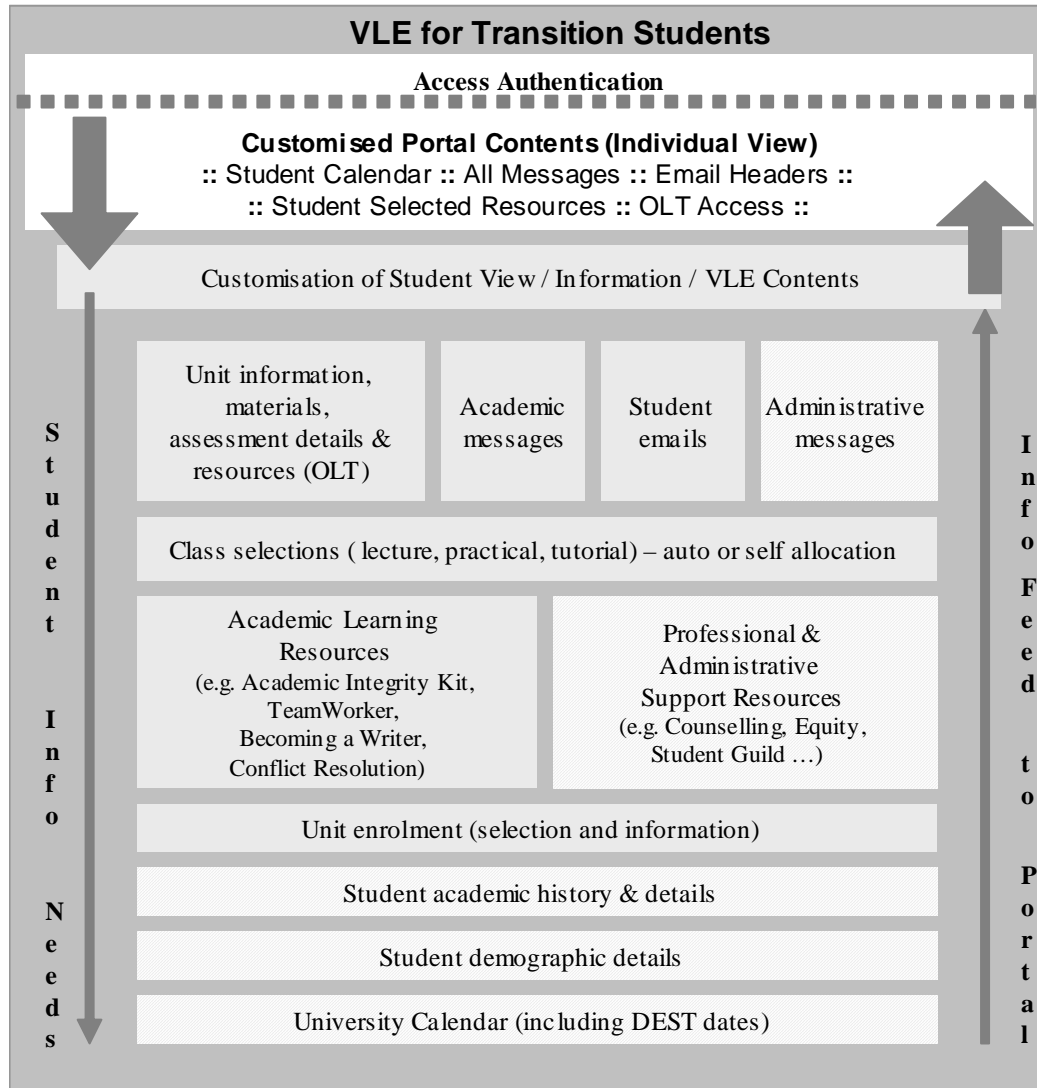 VLE for Transition Students
Access Authentication
Customised Portal Contents (Individual View)
:: Student Calendar :: All Messages :: Email Headers ::
:: Student Selected Resources :: OLT Access ::
Customisation of Student View / Information / VLE Contents
Unit information,
materials,
assessment details &
resources (OLT)
Academic
messages
Student
emails
Administrative
messages
Class selections ( lecture, practical, tutorial) – auto or self allocation
Academic Learning
Resources
(e.g. Academic Integrity Kit,
TeamWorker,
Becoming a Writer,
Conflict Resolution)
Professional &
Administrative
Support Resources
(e.g. Counselling, Equity,
Student Guild …)
Unit enrolment (selection and information)
Student academic history & details
Student demographic details
University Calendar (including DEST dates)
Student Info Needs
Info Feed to Portal